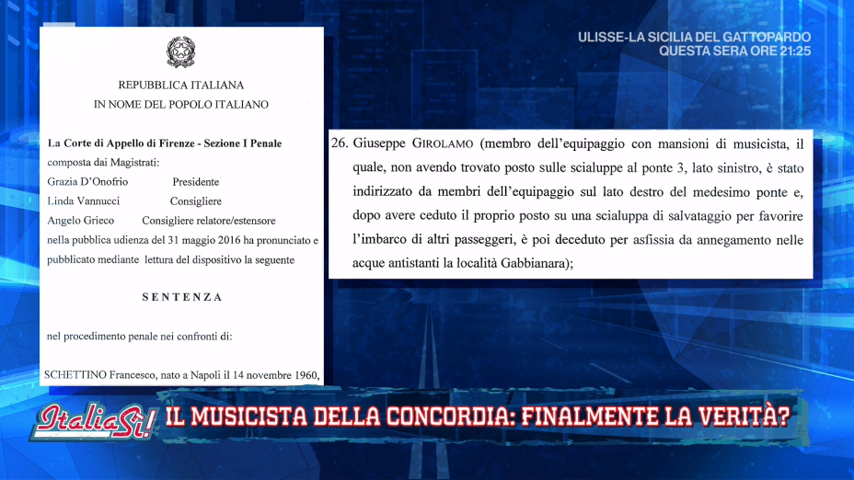 ULISSE-LA SICILIA DEL GATTOPARDO
QUESTA SERA ORE 21:25
REPUBBLICA ITALIANA
IN NOME DEL POPOLO ITALIANO
La Corte di Appello di Firenze - Sezione I Penale
composta dai Magistrati:
Grazia D'Onofrio Presidente
Linda Vannucci Consigliere
Angelo Grieco Consigliere relatore/estensore
nella pubblica udienza del 31 maggio 2016 ha pronunciato e
pubblicato mediante lettura del dispositivo la seguente
SENTENZA
nel procedimento penale nei confronti di:
SCHETTINO Francesco, nato a Napoli il 14 novembre 1960,
26. Giuseppe GIROLAMO (membro dell'equipaggio con mansioni di musicista, il
quale, non avendo trovato posto sulle scialuppe al ponte 3, lato sinistro, è stato
indirizzato da membri dell'equipaggio sul lato destro del medesimo ponte e,
dopo avere ceduto il proprio posto su una scialuppa di salvataggio per favorire
l'imbarco di altri passeggeri, è poi deceduto per asfissia da annegamento nelle
acque antistanti la località Gabbianara);
ItaliaSì!
IL MUSICISTA DELLA CONCORDIA: FINALMENTE LA VERITÀ?